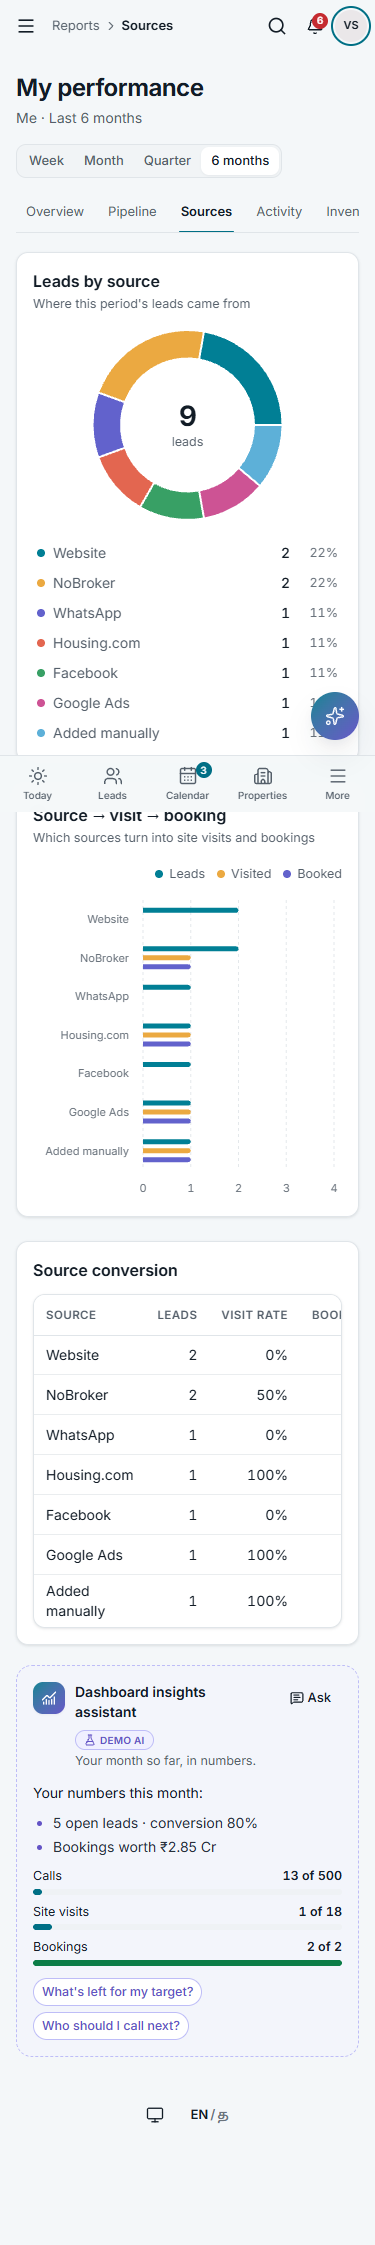 Reports > Sources
6
VS
My performance
Me · Last 6 months
Week Month Quarter 6 months
Overview Pipeline Sources Activity Inven
Leads by source
Where this period's leads came from
9
leads
Website 2 22%
NoBroker 2 22%
WhatsApp 1 11%
Housing.com 1 11%
Facebook 1 11%
Google Ads 1
Added manually 1
3
Today Leads Calendar Properties More
Source → visit → booking
Which sources turn into site visits and bookings
Leads Visited Booked
Website
NoBroker
WhatsApp
Housing.com
Facebook
Google Ads
Added manually
0 1 2 3 4
Source conversion
SOURCE LEADS VISIT RATE BOOI
Website 2 0%
NoBroker 2 50%
WhatsApp 1 0%
Housing.com 1 100%
Facebook 1 0%
Google Ads 1 100%
Added
manually 1 100%
Dashboard insights
assistant
Ask
DEMO AI
Your month so far, in numbers.
Your numbers this month:
• 5 open leads · conversion 80%
• Bookings worth ₹2.85 Cr
Calls 13 of 500
Site visits 1 of 18
Bookings 2 of 2
What's left for my target?
Who should I call next?
EN / த